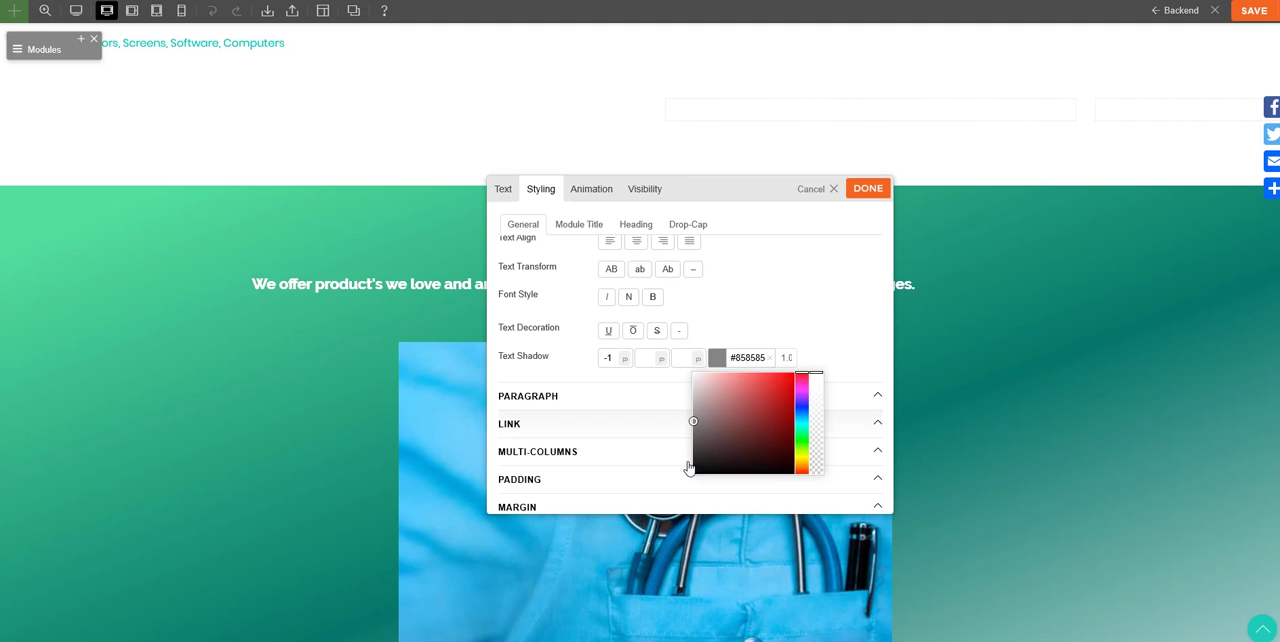 ← Backend
SAVE
Modules
ors, Screens, Software, Computers
Text Styling Animation Visibility Cancel DONE
General Module Title Heading Drop-Cap
Text Align
Text Transform AB ab Ab –
Font Style I N B
Text Decoration U O S -
Text Shadow -1 p p p #858585 × 1.0
PARAGRAPH
LINK
MULTI-COLUMNS
PADDING
MARGIN
We offer product's we love and
ges.